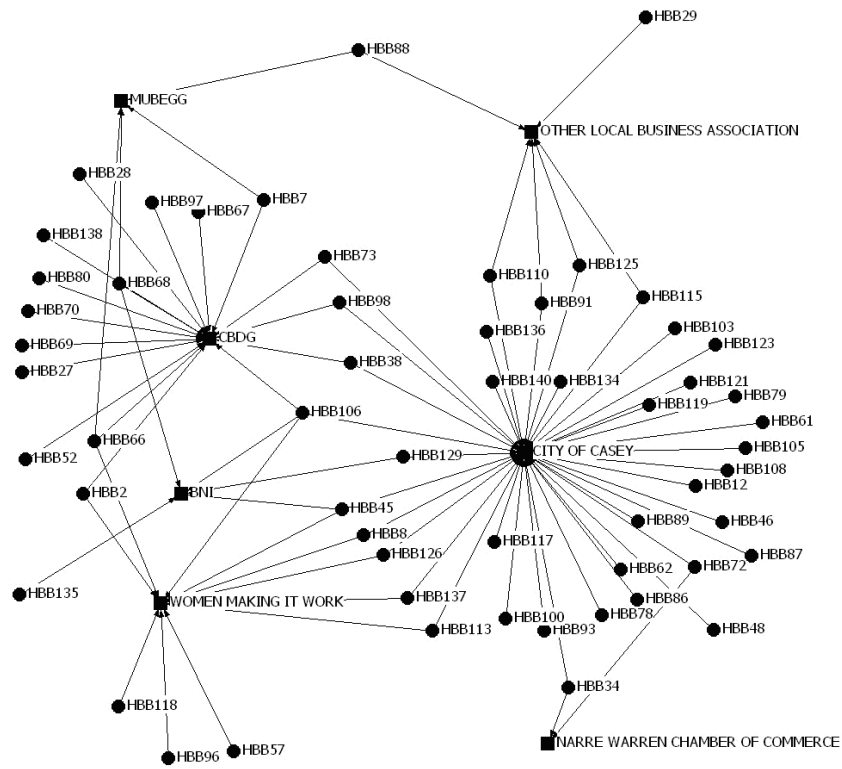 HBB29
HBB88
MUBEGG
OTHER LOCAL BUSINESS ASSOCIATION
HBB28
HBB97
HBB67
HBB7
HBB138
HBB73
HBB125
HBB110
HBB80
HBB68
HBB115
HBB98
HBB91
HBB70
HBB103
HBB136
CBDG
HBB69
HBB123
HBB38
HBB27
HBB140
HBB134
HBB121
HBB79
HBB119
HBB106
HBB61
HBB66
HBB105
CITY OF CASEY
HBB129
HBB52
HBB108
HBB12
HBB2
BNI
HBB45
HBB89
HBB46
HBB8
HBB117
HBB126
HBB87
HBB72
HBB62
HBB135
HBB137
HBB86
WOMEN MAKING IT WORK
HBB78
HBB100
HBB113
HBB93
HBB48
HBB34
HBB118
HBB57
HBB96
NARRE WARREN CHAMBER OF COMMERCE